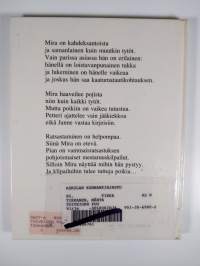 Mira on kahdeksantoista
ja samanlainen kuin muutkin tytöt.
Vain parissa asiassa hän on erilainen:
hänellä on loistavanpunainen tukka
ja lukeminen on hänelle vaikeaa
ja joskus hän saa kaatumatautikohtauksen.
Mira haaveilee pojista
niin kuin kaikki tytöt.
Mutta poikiin on vaikea tutustua.
Petteri ajattelee vain jääkiekkoa
eikä Janne vastaa kirjeisiin.
Ratsastaminen on helpompaa.
Siinä Mira on etevä.
Pian on vammaisratsastuksen
pohjoismaiset mestaruuskilpailut.
Silloin Mira näyttää mihin hän pystyy.
Ja kilpailuihin tulee tuttuja poikia...